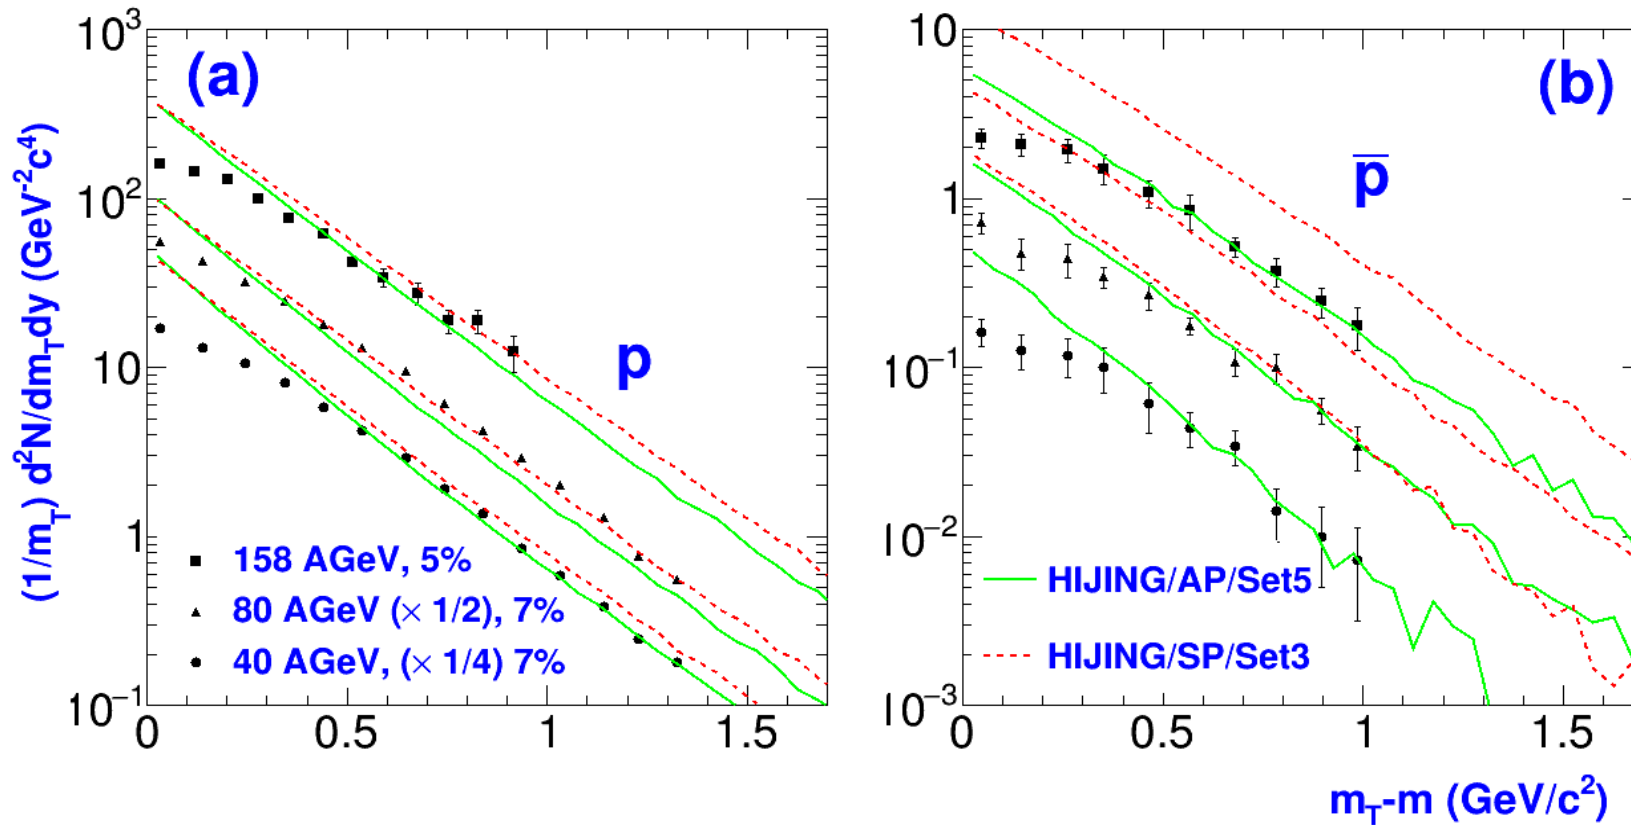 (1/m_T) d²N/dm_Tdy (GeV⁻²c⁴)
10³
10²
10
1
10⁻¹
0
0.5
1
1.5
(a)
p
158 AGeV, 5%
80 AGeV (× 1/2), 7%
40 AGeV, (× 1/4) 7%
10
1
10⁻¹
10⁻²
10⁻³
0
0.5
1
1.5
(b)
p̅
HIJING/AP/Set5
HIJING/SP/Set3
m_T-m (GeV/c²)